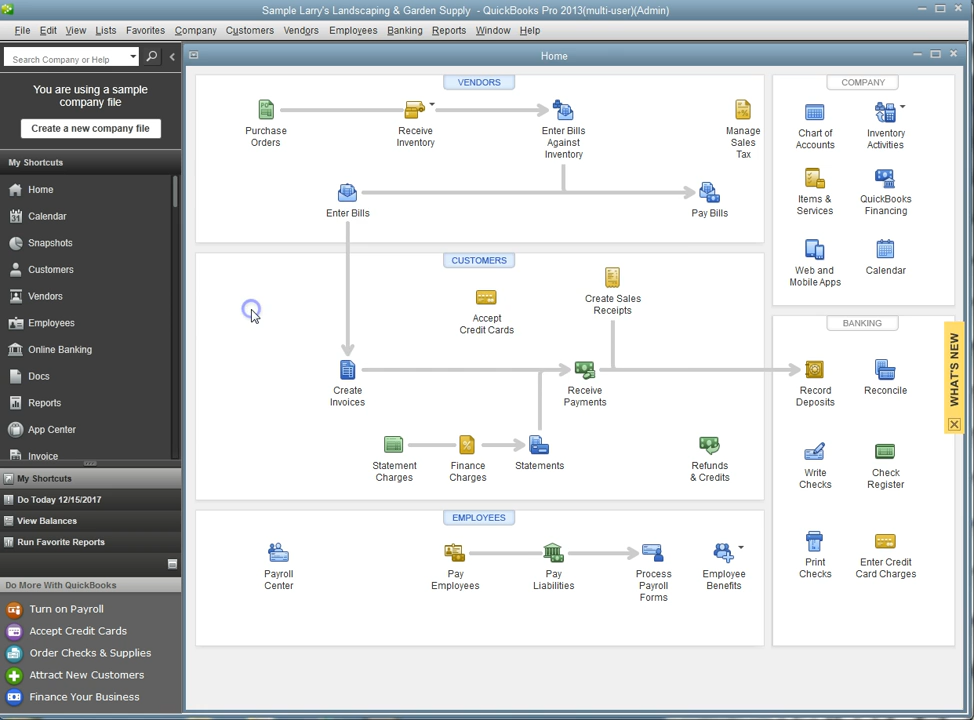 Sample Larry's Landscaping & Garden Supply - QuickBooks Pro 2013(multi-user)(Admin)
File Edit View Lists Favorites Company Customers Vendors Employees Banking Reports Window Help
Search Company or Help
You are using a sample
company file
Create a new company file
My Shortcuts
Home
Calendar
Snapshots
Customers
Vendors
Employees
Online Banking
Docs
Reports
App Center
Invoice
My Shortcuts
Do Today 12/15/2017
View Balances
Run Favorite Reports
Do More With QuickBooks
Turn on Payroll
Accept Credit Cards
Order Checks & Supplies
Attract New Customers
Finance Your Business
Home
VENDORS
Purchase
Orders
Receive
Inventory
Enter Bills
Against
Inventory
Manage
Sales
Tax
Enter Bills
Pay Bills
CUSTOMERS
Accept
Credit Cards
Create Sales
Receipts
Create
Invoices
Receive
Payments
Statement
Charges
Finance
Charges
Statements
Refunds
& Credits
EMPLOYEES
Payroll
Center
Pay
Employees
Pay
Liabilities
Process
Payroll
Forms
Employee
Benefits
COMPANY
Chart of
Accounts
Inventory
Activities
Items &
Services
QuickBooks
Financing
Web and
Mobile Apps
Calendar
BANKING
Record
Deposits
Reconcile
Write
Checks
Check
Register
Print
Checks
Enter Credit
Card Charges
WHAT'S NEW